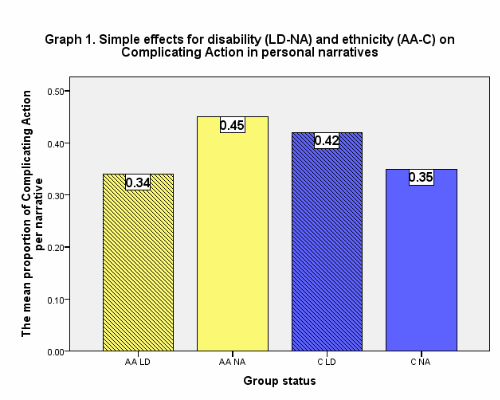 Graph 1. Simple effects for disability (LD-NA) and ethnicity (AA-C) on
Complicating Action in personal narratives
The mean proportion of Complicating Action
per narrative
0.50
0.40
0.30
0.20
0.10
0.00
0.34
0.45
0.42
0.35
AA LD
AA NA
C LD
C NA
Group status